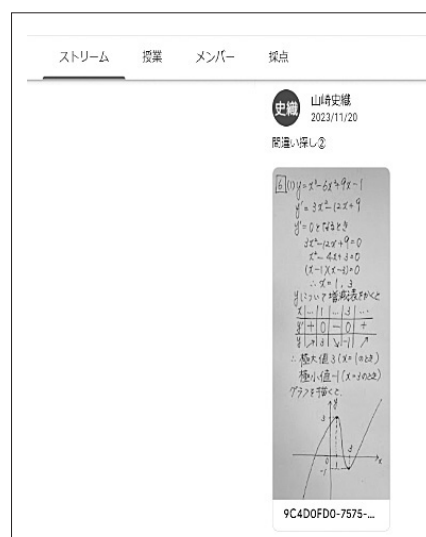 ストリーム 授業 メンバー 採点
史織 山崎史織
2023/11/20
間違い探し②
6 (1) y=x³-6x²+9x-1
y'=3x²-12x+9
y'=0となるとき
3x²-12x+9=0
x²-4x+3=0
(x-1)(x-3)=0
∴x=1, 3
yについて増減表をかくと
x … 1 … 3 …
y' + 0 - 0 +
y ↗ 3 ↘ -1 ↗
∴極大値 3 (x=1のとき)
極小値 -1 (x=3のとき)
グラフを描くと
y
3
3
0
x
-1
9C4D0FD0-7575-...